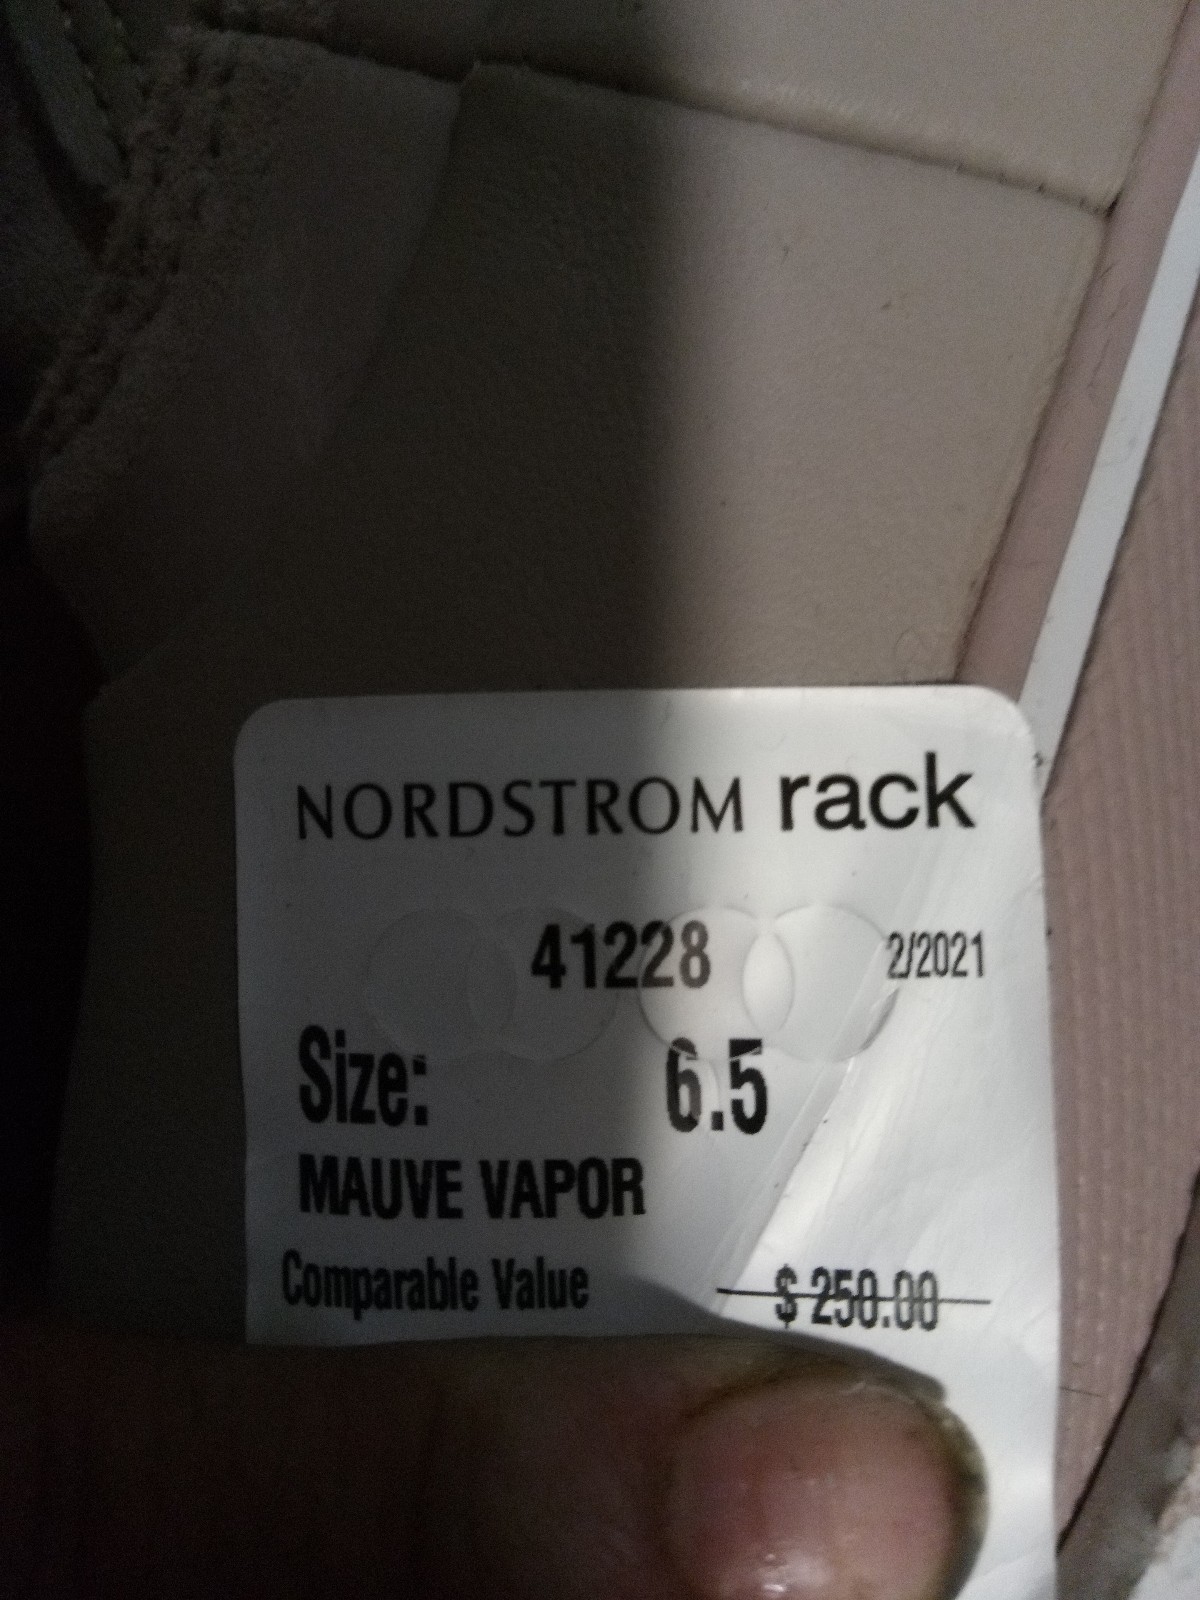 NORDSTROM rack
41228 2/2021
Size: 6.5
MAUVE VAPOR
Comparable Value $ 250.00